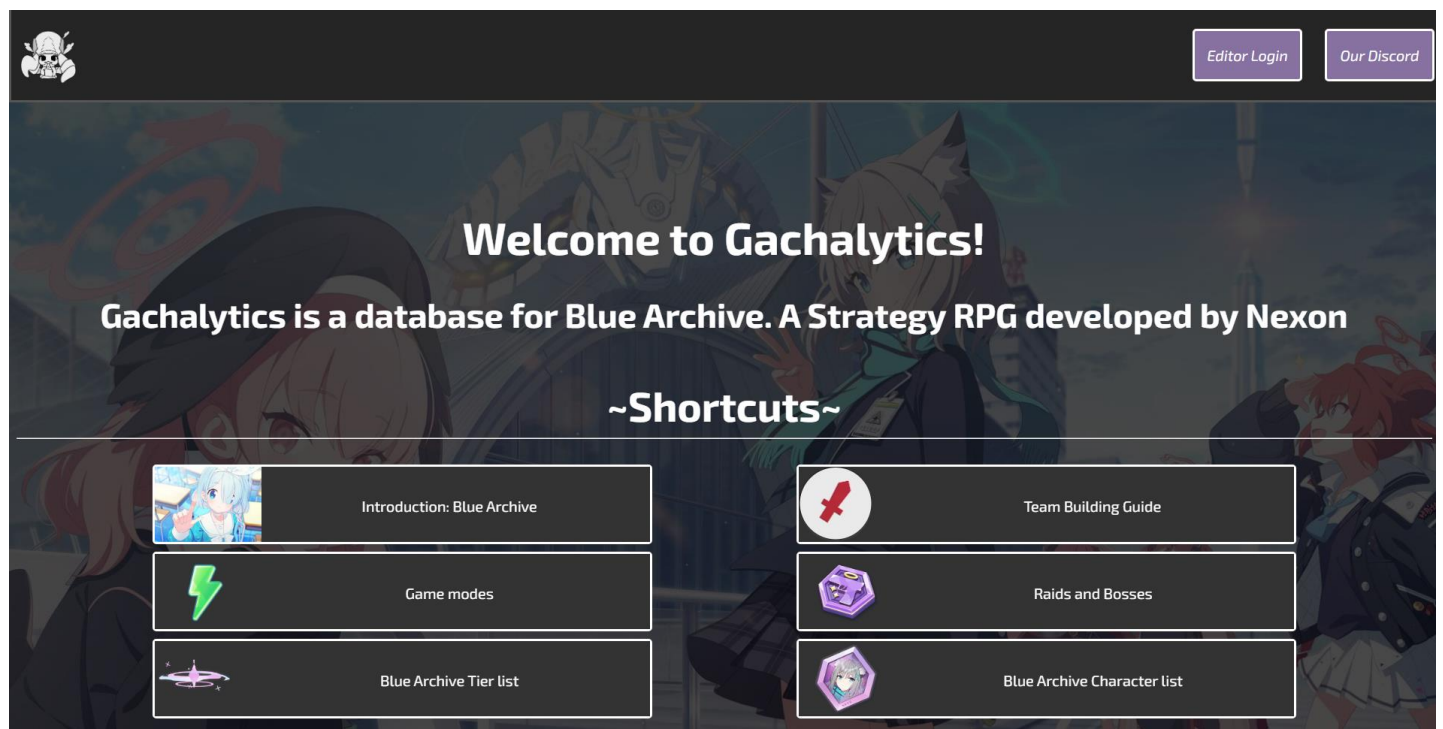 Editor Login
Our Discord
Welcome to Gachalytics!
Gachalytics is a database for Blue Archive. A Strategy RPG developed by Nexon
~Shortcuts~
Introduction: Blue Archive
Team Building Guide
Game modes
Raids and Bosses
Blue Archive Tier list
Blue Archive Character list